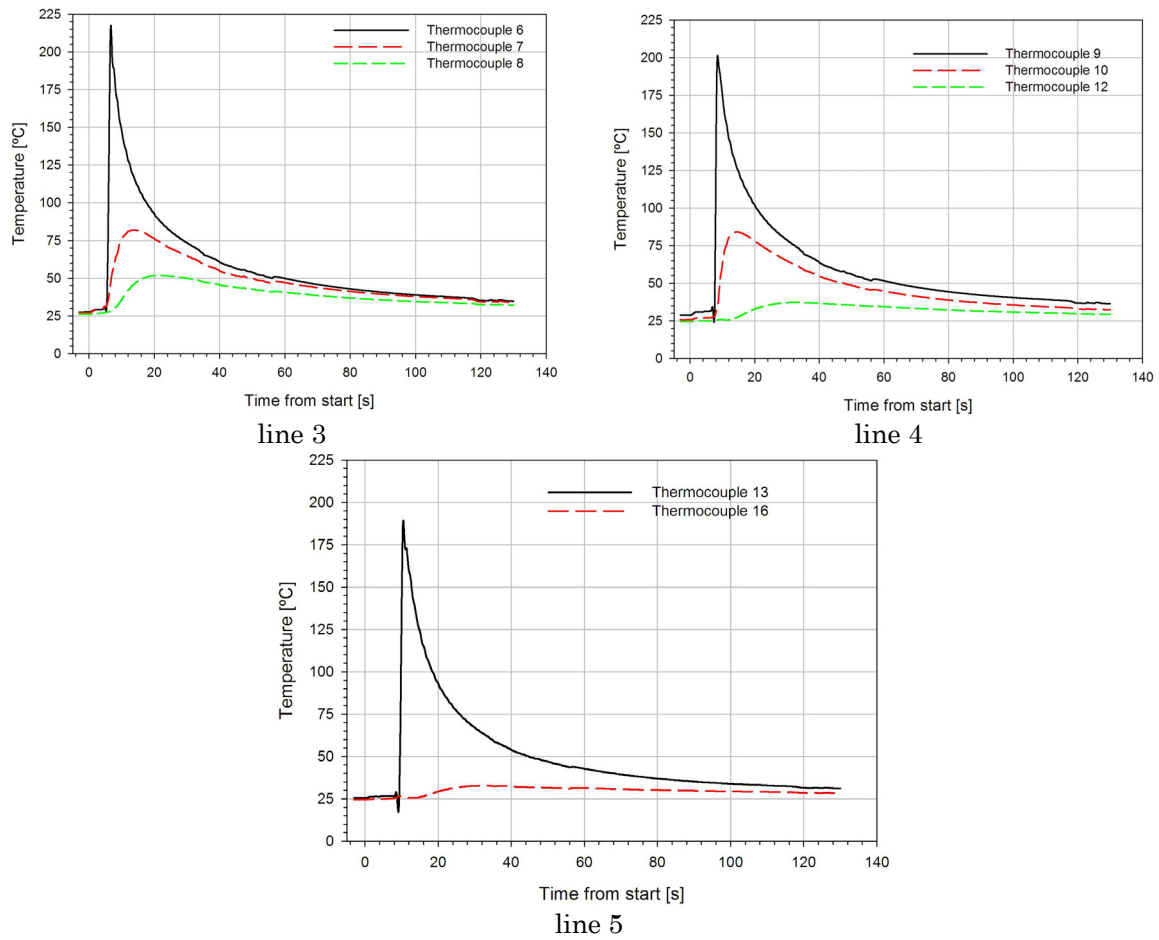 225
200
175
150
125
100
75
50
25
0
Temperature [ºC]
Thermocouple 6
Thermocouple 7
Thermocouple 8
0 20 40 60 80 100 120 140
Time from start [s]
line 3
225
200
175
150
125
100
75
50
25
0
Temperature [ºC]
Thermocouple 9
Thermocouple 10
Thermocouple 12
0 20 40 60 80 100 120 140
Time from start [s]
line 4
225
200
175
150
125
100
75
50
25
0
Temperature [ºC]
Thermocouple 13
Thermocouple 16
0 20 40 60 80 100 120 140
Time from start [s]
line 5